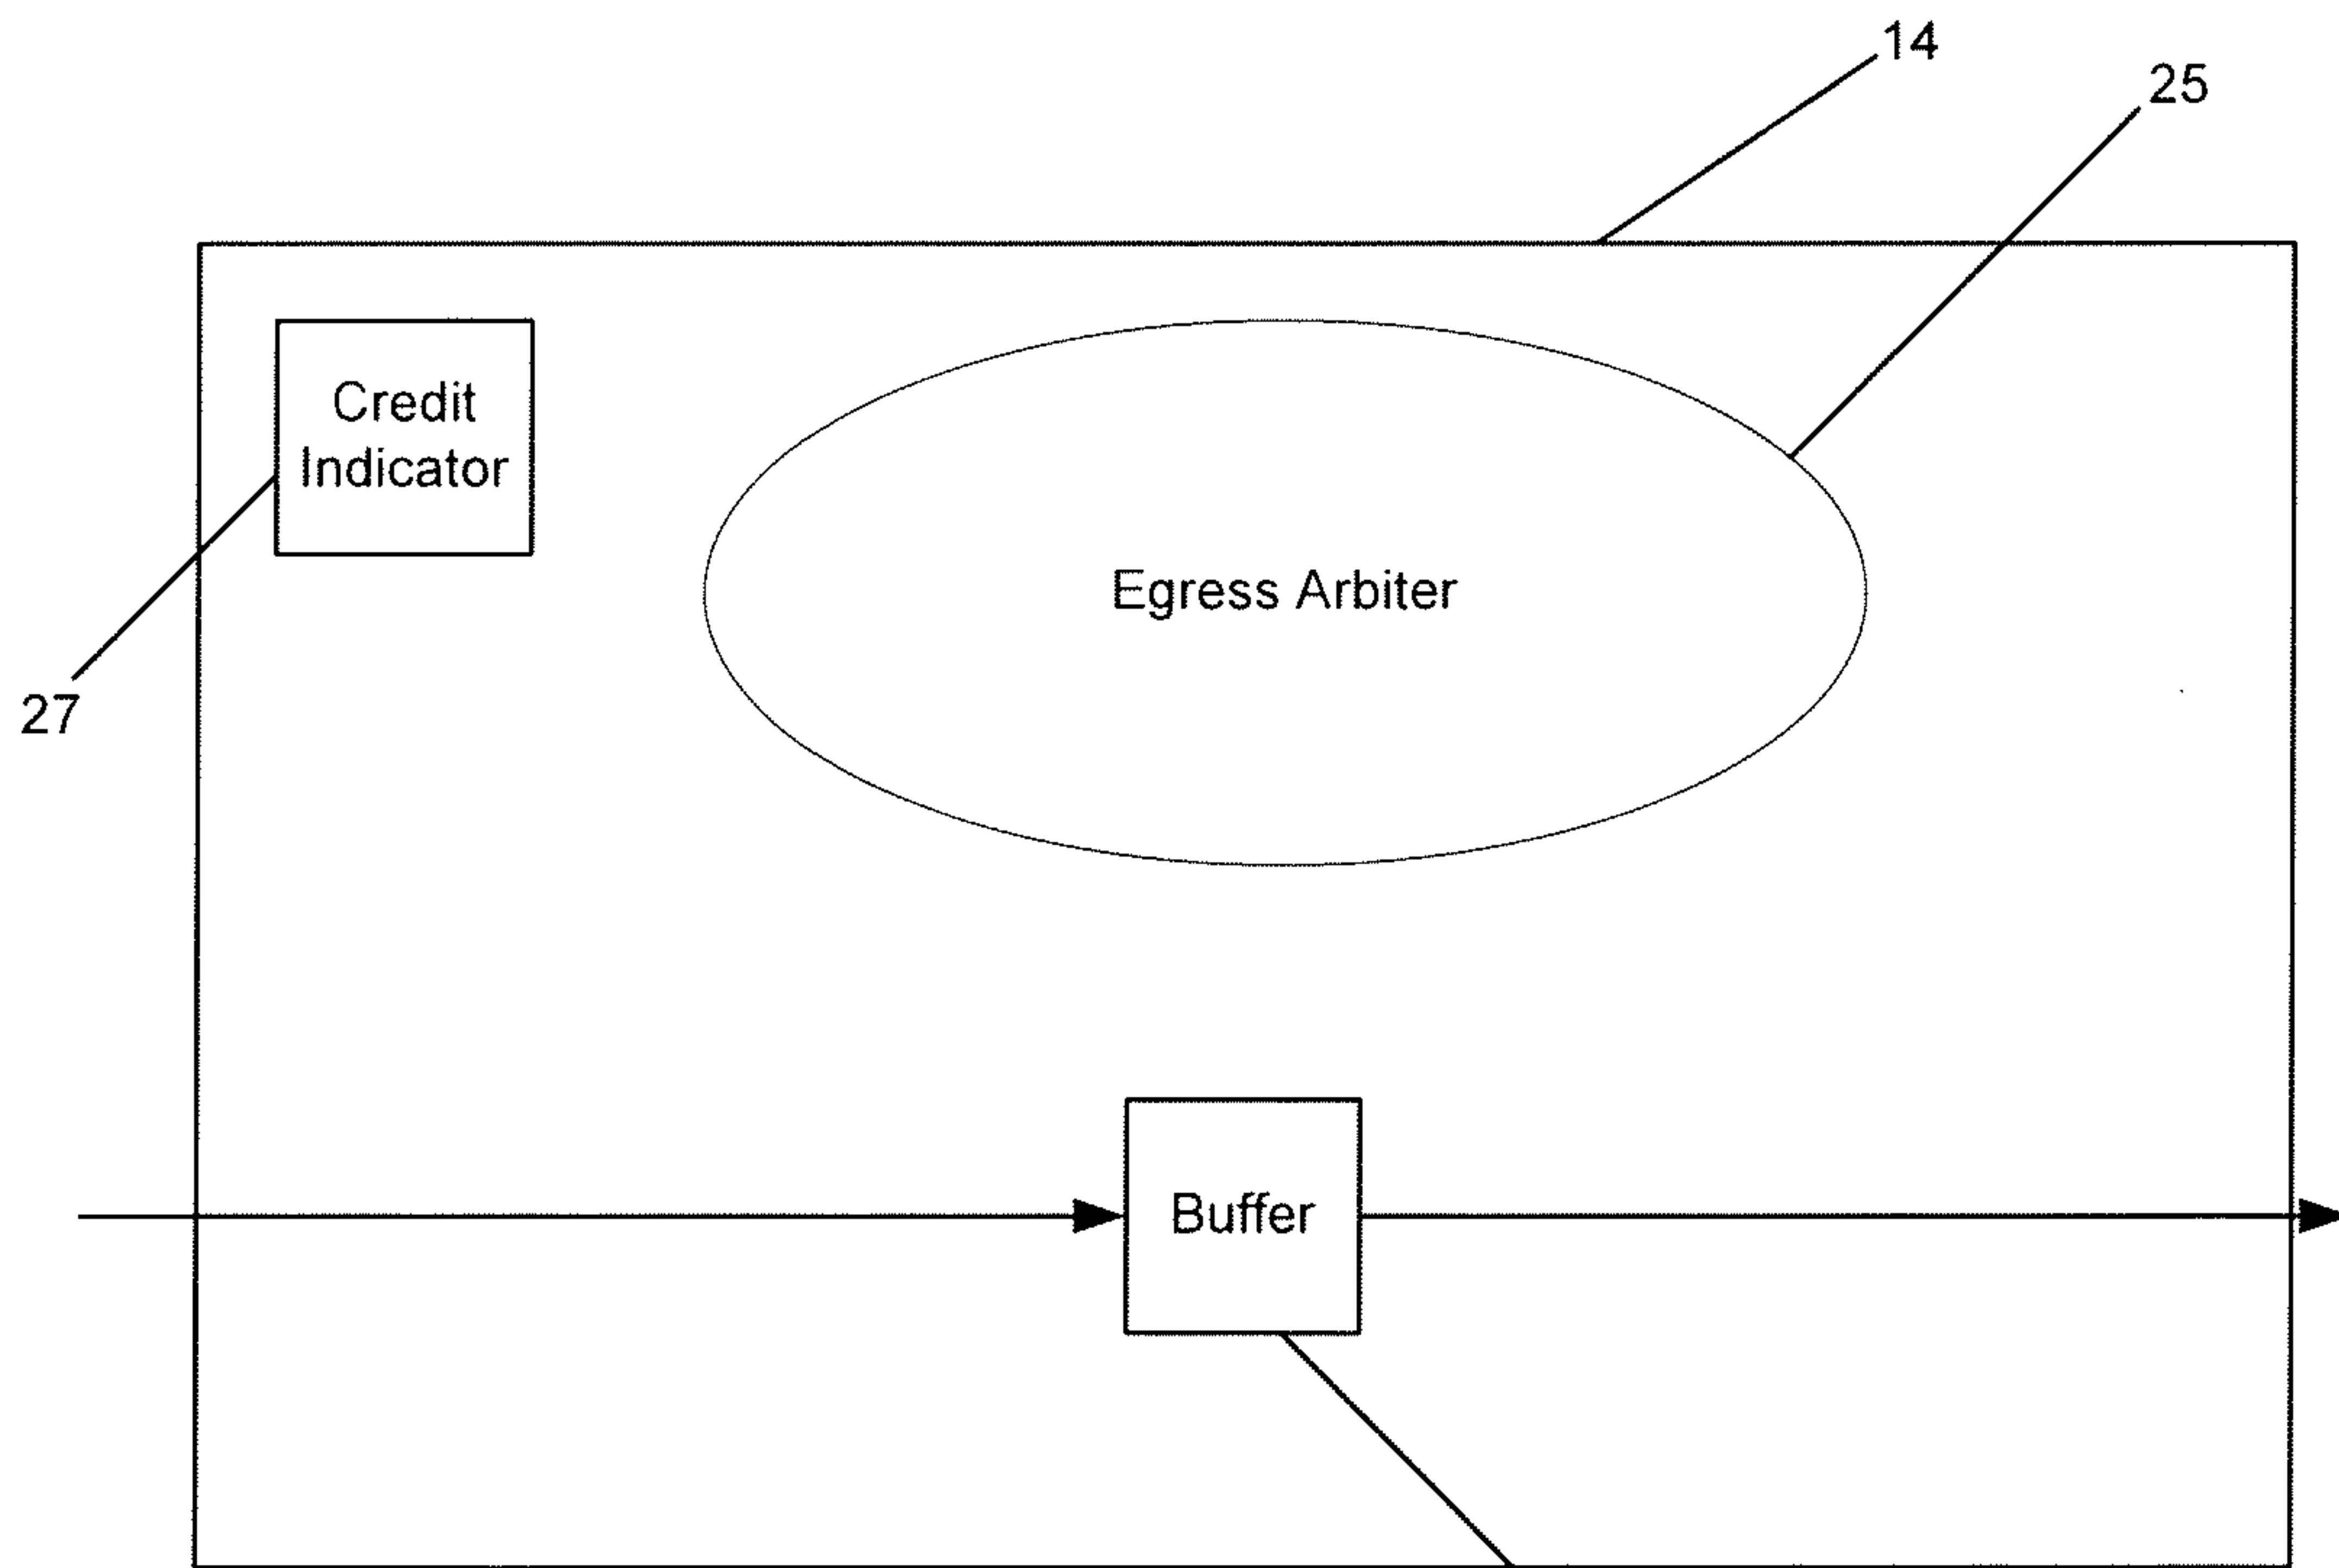 14
25
Credit
Indicator
Egress Arbiter
27
Buffer